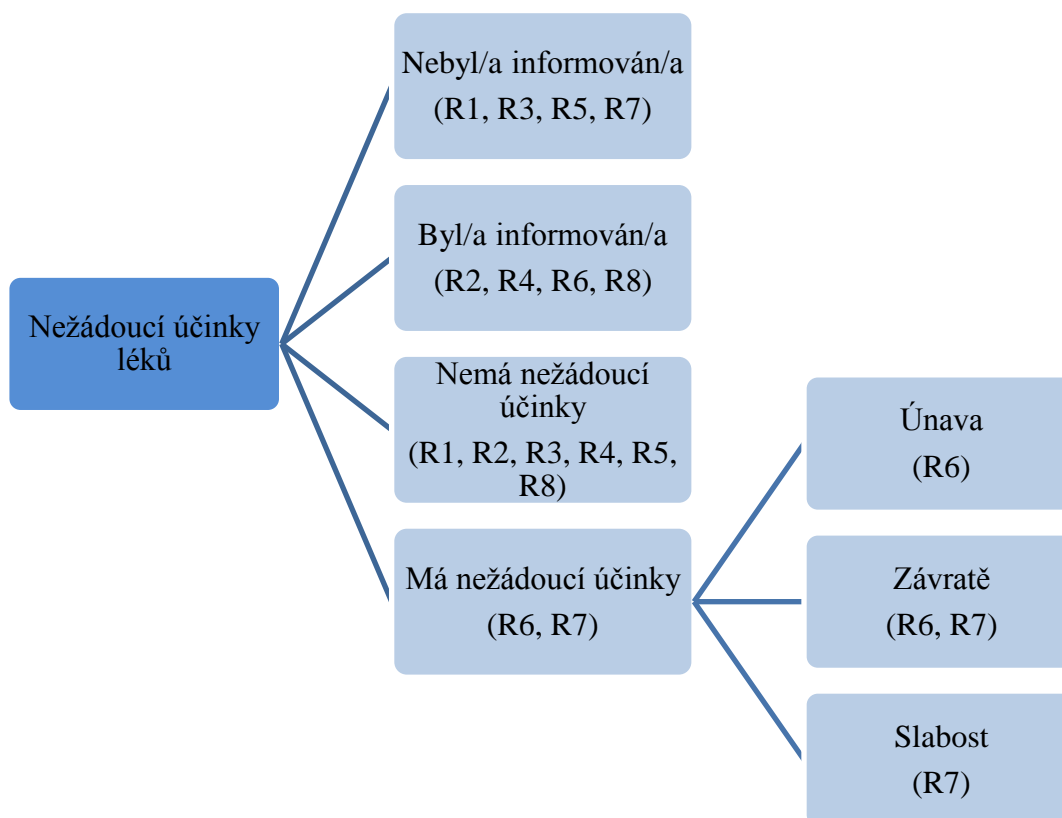 Nežádoucí účinky
léků
Nebyl/a informován/a
(R1, R3, R5, R7)
Byl/a informován/a
(R2, R4, R6, R8)
Nemá nežádoucí
účinky
(R1, R2, R3, R4, R5,
R8)
Má nežádoucí účinky
(R6, R7)
Únava
(R6)
Závratě
(R6, R7)
Slabost
(R7)